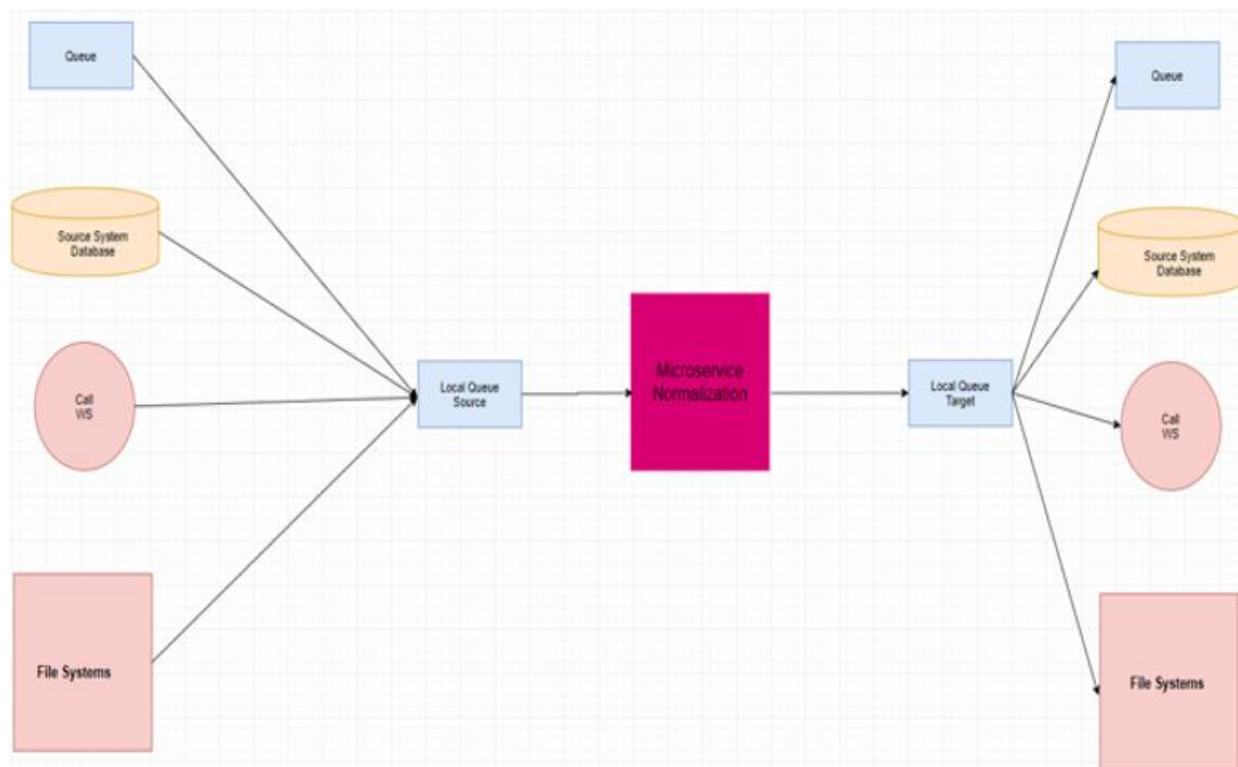 Queue
Source System
Database
Call
WS
File Systems
Local Queue
Source
Microservice
Normalization
Local Queue
Target
Queue
Source System
Database
Call
WS
File Systems